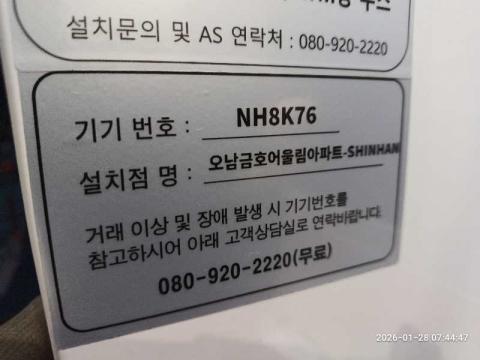 설치문의 및 AS 연락처 : 080-920-2220
기기 번호 : NH8K76
설치점 명 : 오남금호어울림아파트-SHINHAN
거래 이상 및 장애 발생 시 기기번호를
참고하시어 아래 고객상담실로 연락바랍니다.
080-920-2220(무료)
2026-01-28 07:44:47